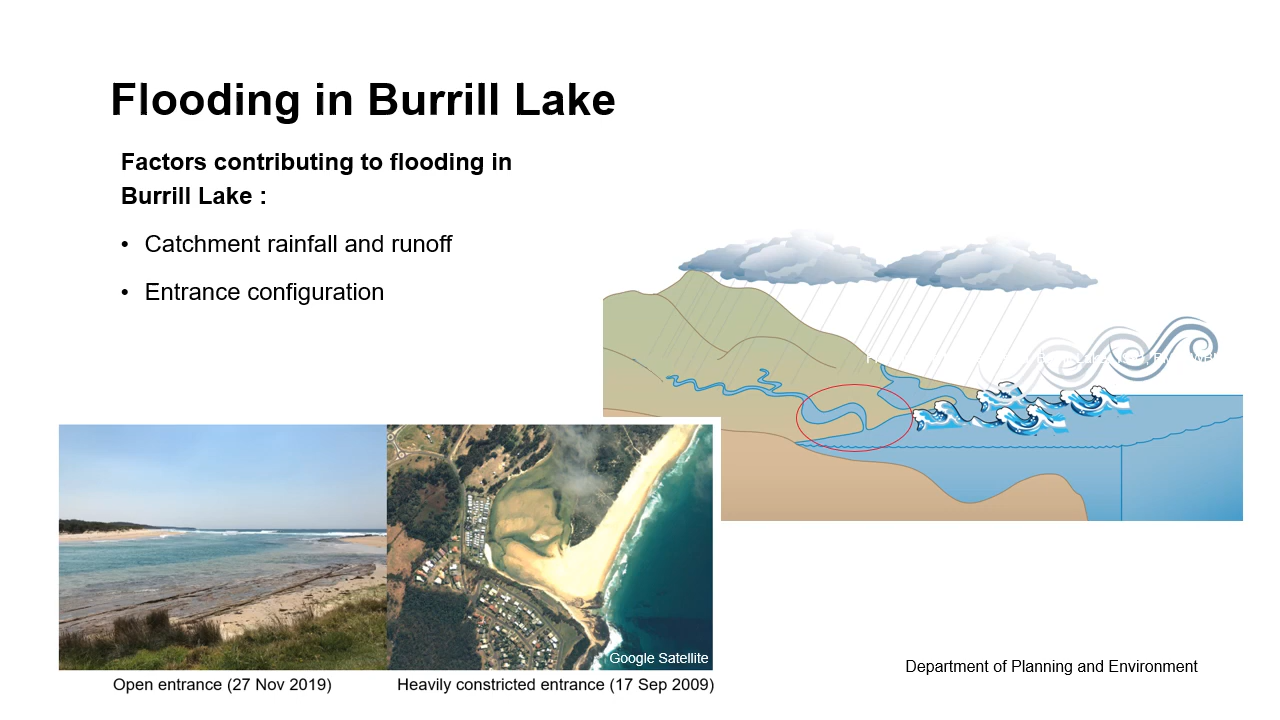 Flooding in Burrill Lake
Factors contributing to flooding in
Burrill Lake :
• Catchment rainfall and runoff
• Entrance configuration
Google Satellite
Open entrance (27 Nov 2019)
Heavily constricted entrance (17 Sep 2009)
Department of Planning and Environment